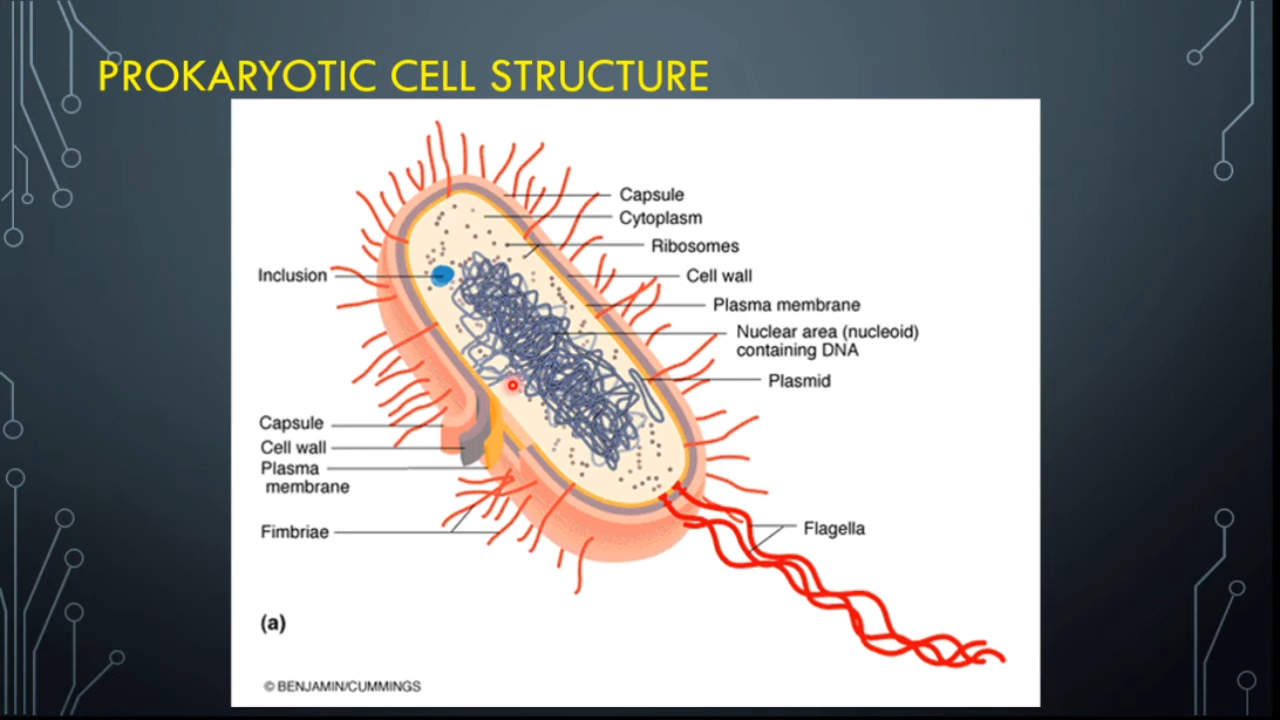 PROKARYOTIC CELL STRUCTURE
Capsule
Cytoplasm
Ribosomes
Inclusion
Cell wall
Plasma membrane
Nuclear area (nucleoid)
containing DNA
Plasmid
Capsule
Cell wall
Plasma
membrane
Fimbriae
Flagella
(a)
© BENJAMIN/CUMMINGS